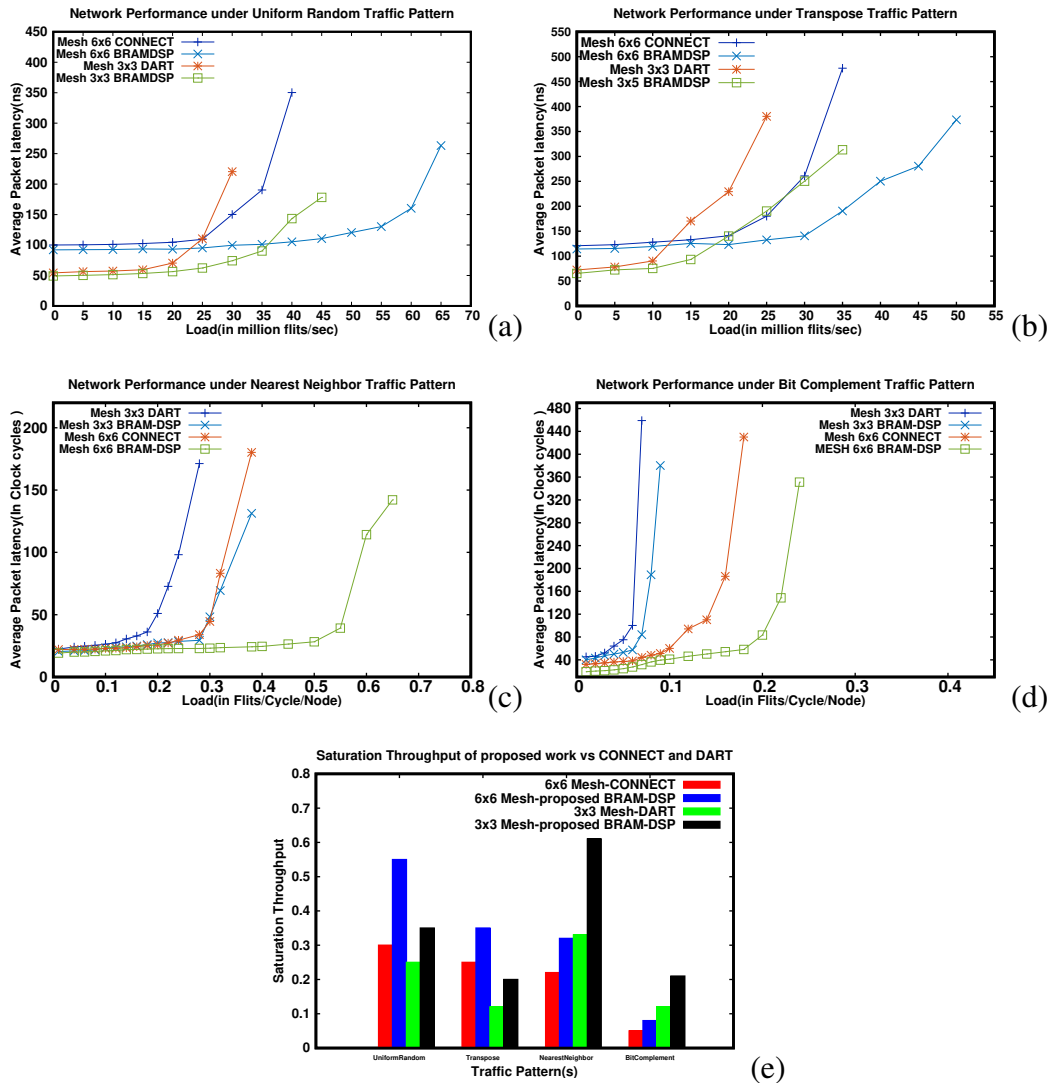 Network Performance under Uniform Random Traffic Pattern
Mesh 6x6 CONNECT
Mesh 6x6 BRAMDSP
Mesh 3x3 DART
Mesh 3x3 BRAMDSP
Average Packet latency(ns)
450
400
350
300
250
200
150
100
50
0
0 5 10 15 20 25 30 35 40 45 50 55 60 65 70
Load(in million flits/sec)
(a)
Network Performance under Transpose Traffic Pattern
Mesh 6x6 CONNECT
Mesh 6x6 BRAMDSP
Mesh 3x3 DART
Mesh 3x5 BRAMDSP
Average Packet latency(ns)
550
500
450
400
350
300
250
200
150
100
50
0
0 5 10 15 20 25 30 35 40 45 50 55
Load(in million flits/sec)
(b)
Network Performance under Nearest Neighbor Traffic Pattern
Mesh 3x3 DART
Mesh 3x3 BRAM-DSP
Mesh 6x6 CONNECT
Mesh 6x6 BRAM-DSP
Average Packet latency(In Clock cycles )
200
150
100
50
0
0 0.1 0.2 0.3 0.4 0.5 0.6 0.7 0.8
Load(in Flits/Cycle/Node)
(c)
Network Performance under Bit Complement Traffic Pattern
Mesh 3x3 DART
Mesh 3x3 BRAM-DSP
Mesh 6x6 CONNECT
MESH 6x6 BRAM-DSP
Average Packet latency(In Clock cycles)
480
440
400
360
320
280
240
200
160
120
80
40
0 0.1 0.2 0.3 0.4
Load(in Flits/Cycle/Node)
(d)
Saturation Throughput of proposed work vs CONNECT and DART
6x6 Mesh-CONNECT
6x6 Mesh-proposed BRAM-DSP
3x3 Mesh-DART
3x3 Mesh-proposed BRAM-DSP
Saturation Throughput
0.8
0.7
0.6
0.5
0.4
0.3
0.2
0.1
0
UniformRandom Transpose NearestNeighbor BitComplement
Traffic Pattern(s)
(e)